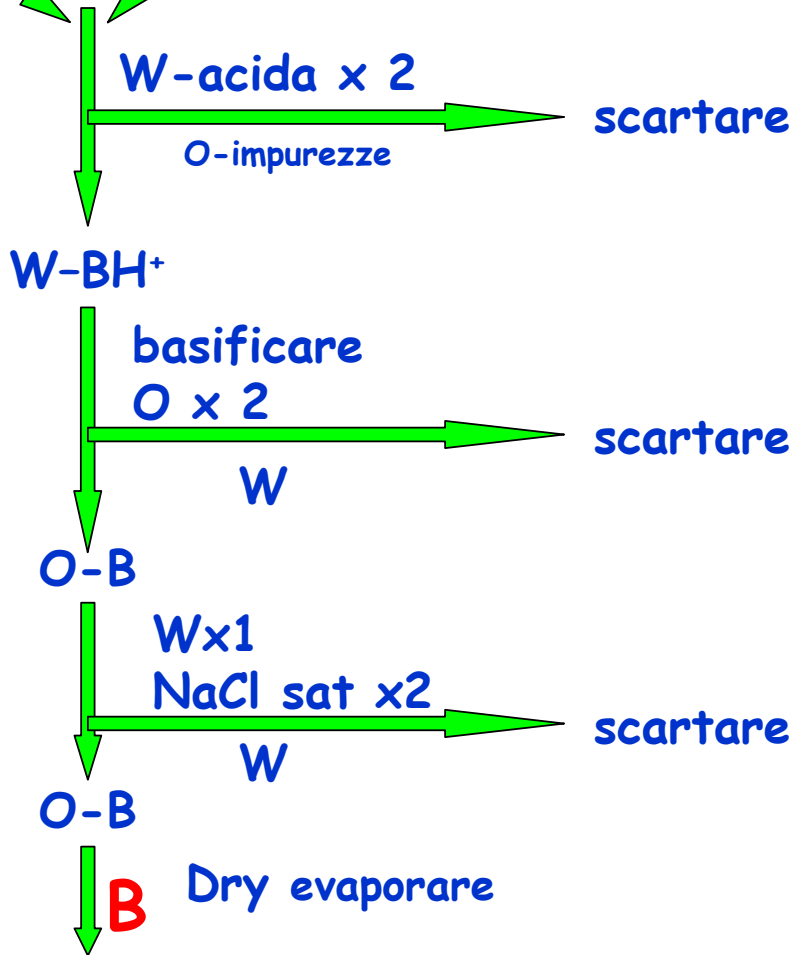 W-acida x 2
scartare
O-impurezze
W-BH⁺
basificare
O x 2
scartare
W
O-B
Wx1
NaCl sat x2
scartare
W
O-B
B
Dry evaporare